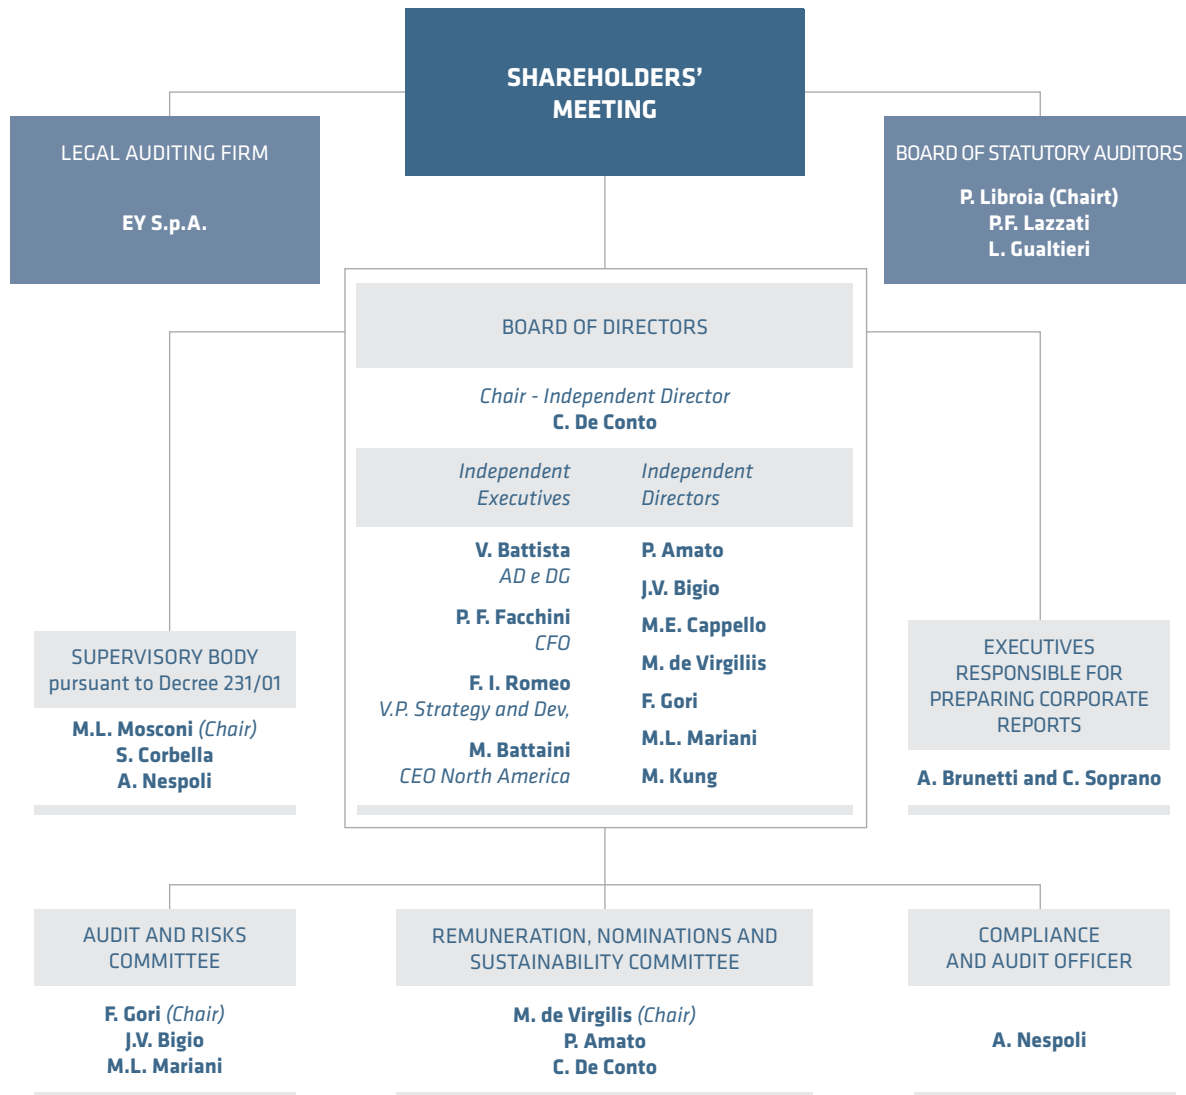 SHAREHOLDERS’
MEETING
LEGAL AUDITING FIRM
EY S.p.A.
BOARD OF STATUTORY AUDITORS
P. Libroia (Chairt)
P.F. Lazzati
L. Gualtieri
BOARD OF DIRECTORS
Chair - Independent Director
C. De Conto
Independent
Executives
Independent
Directors
V. Battista
AD e DG
P. F. Facchini
CFO
F. I. Romeo
V.P. Strategy and Dev,
M. Battaini
CEO North America
P. Amato
J.V. Bigio
M.E. Cappello
M. de Virgiliis
F. Gori
M.L. Mariani
M. Kung
SUPERVISORY BODY
pursuant to Decree 231/01
M.L. Mosconi (Chair)
S. Corbella
A. Nespoli
EXECUTIVES
RESPONSIBLE FOR
PREPARING CORPORATE
REPORTS
A. Brunetti and C. Soprano
AUDIT AND RISKS
COMMITTEE
F. Gori (Chair)
J.V. Bigio
M.L. Mariani
REMUNERATION, NOMINATIONS AND
SUSTAINABILITY COMMITTEE
M. de Virgilis (Chair)
P. Amato
C. De Conto
COMPLIANCE
AND AUDIT OFFICER
A. Nespoli